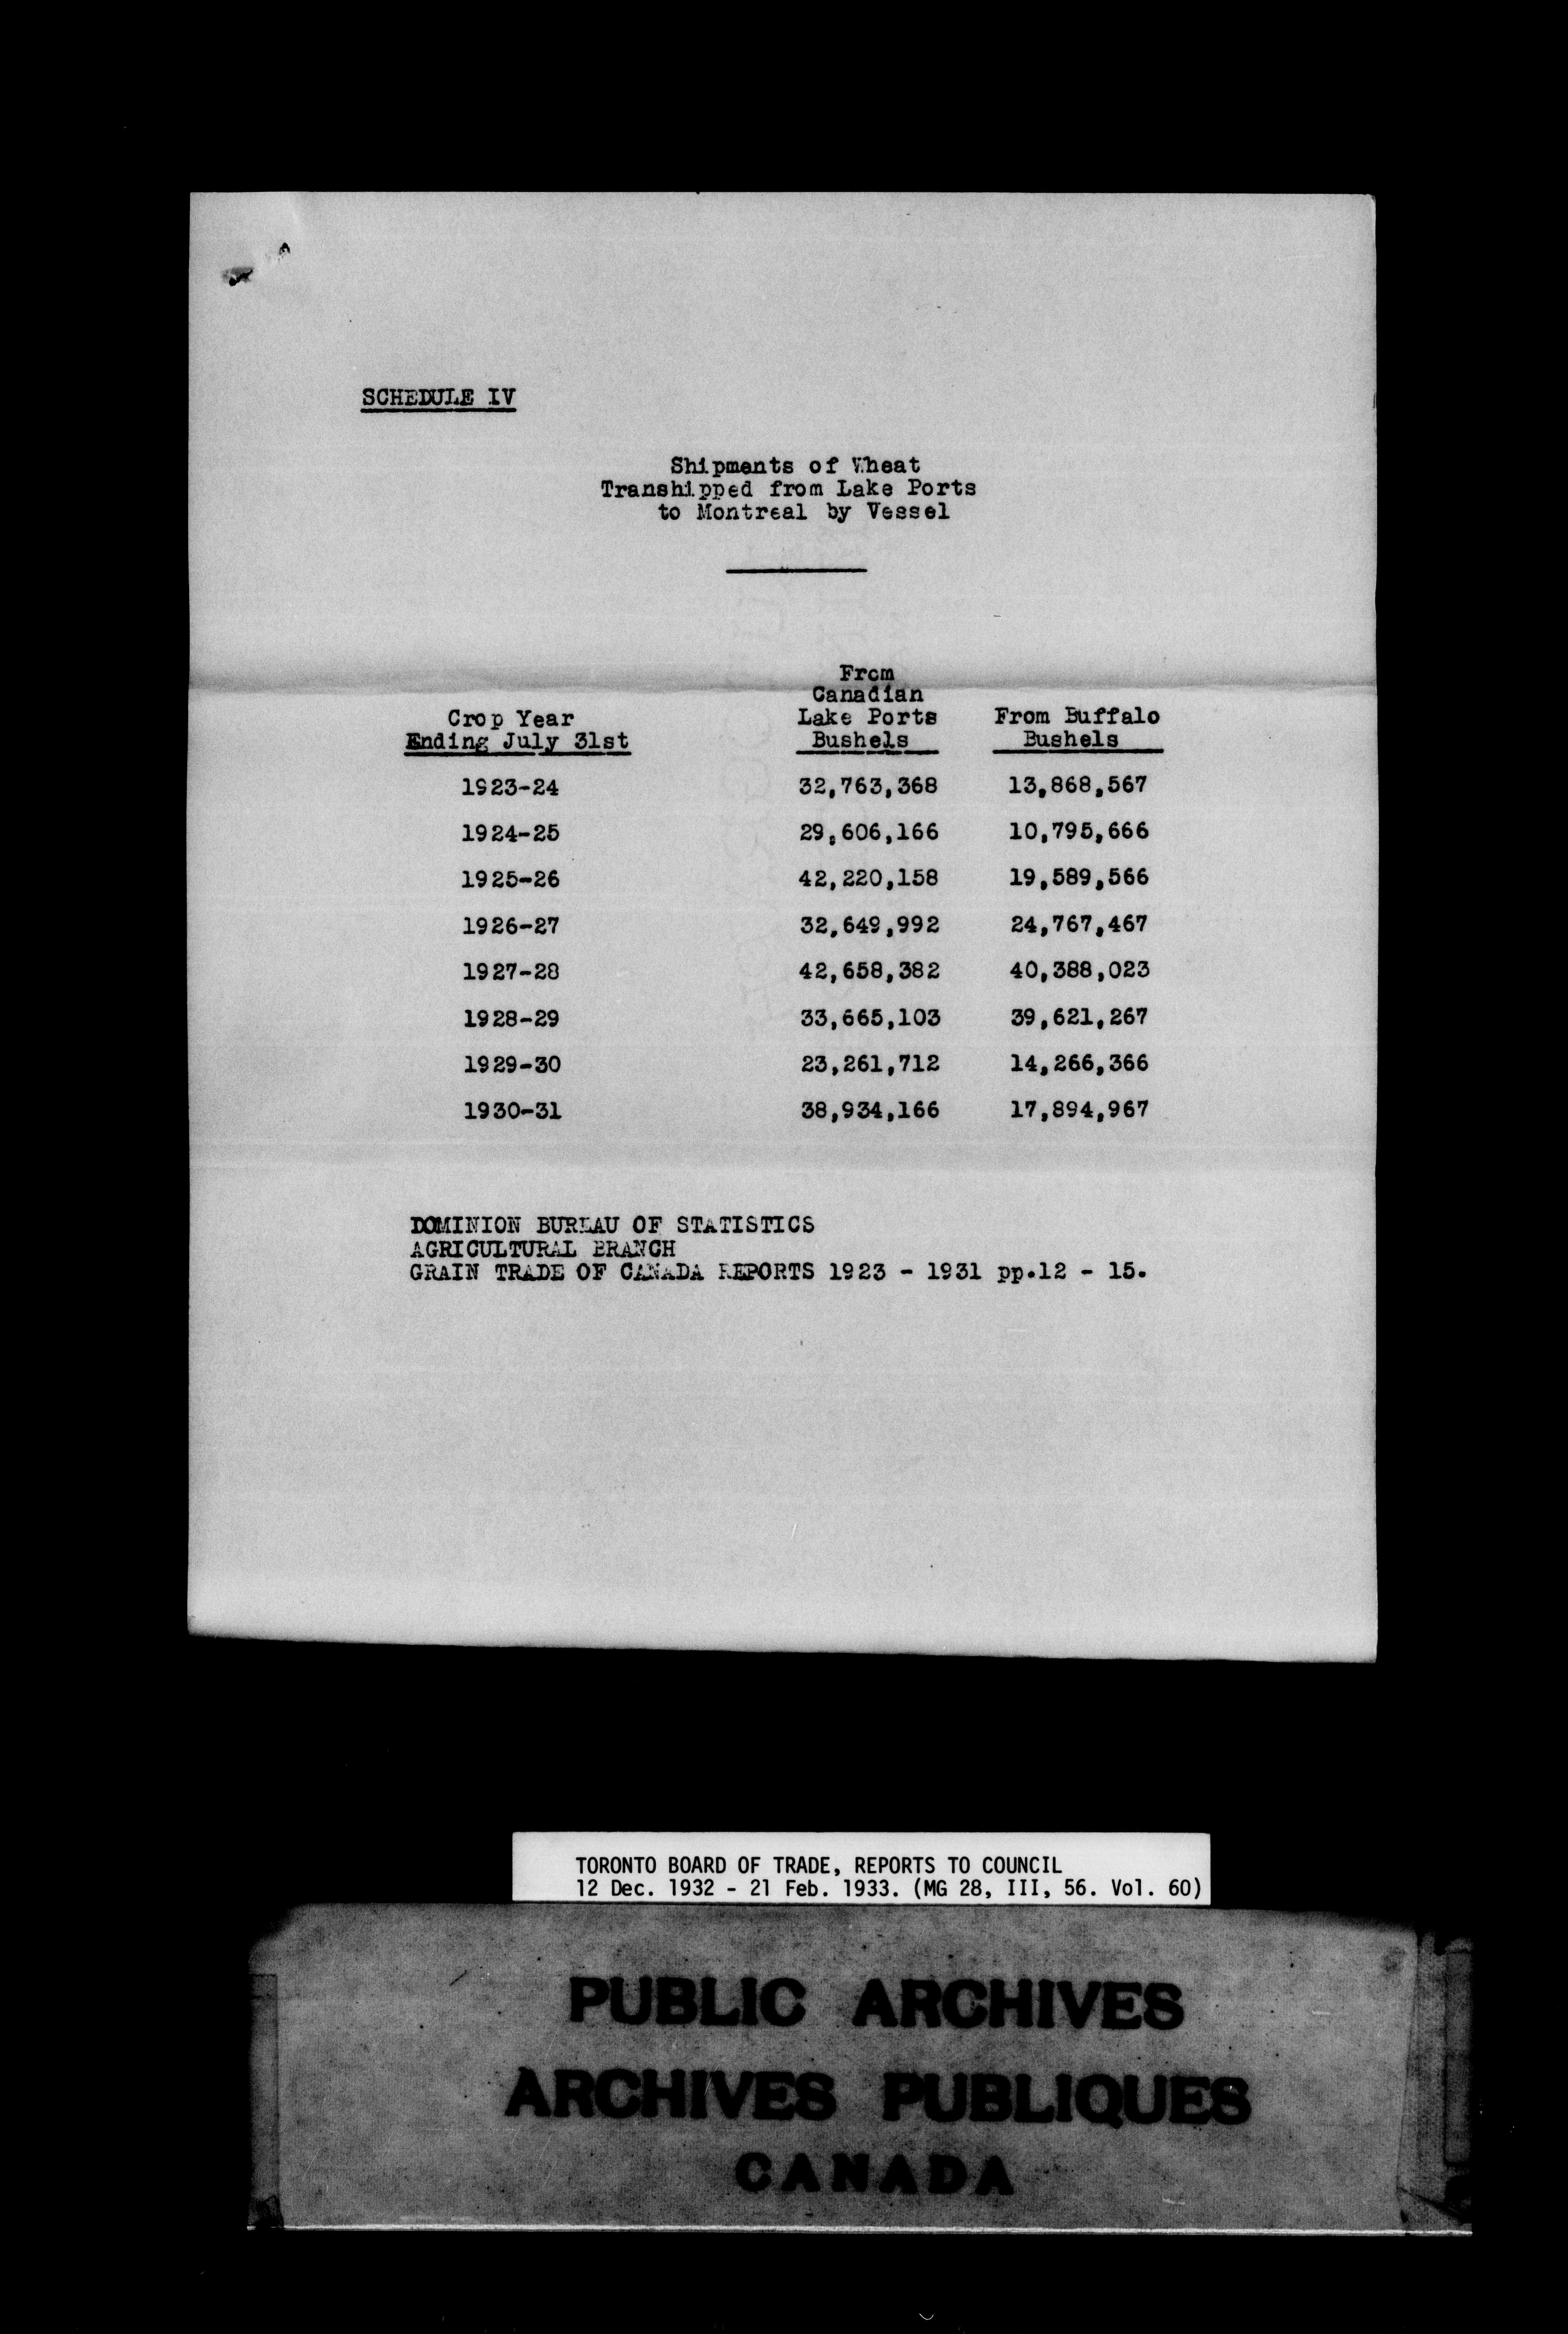 SCHEDULE IV
Shipments of Wheat
Transhipped from Lake Ports
to Montreal by Vessel
From
Canadian
Crop Year Lake Ports From Buffalo
Ending July 31st Bushels Bushels
1923-24 32,763,368 13,868,567
1924-25 29,606,166 10,795,666
1925-26 42,220,158 19,589,566
1926-27 32,649,992 24,767,467
1927-28 42,658,382 40,388,023
1928-29 33,665,103 39,621,267
1929-30 23,261,712 14,266,366
1930-31 38,934,166 17,894,967
DOMINION BUREAU OF STATISTICS
AGRICULTURAL BRANCH
GRAIN TRADE OF CANADA REPORTS 1923 - 1931 pp.12 - 15.
TORONTO BOARD OF TRADE, REPORTS TO COUNCIL
12 Dec. 1932 - 21 Feb. 1933. (MG 28, III, 56. Vol. 60)
PUBLIC ARCHIVES
ARCHIVES PUBLIQUES
CANADA